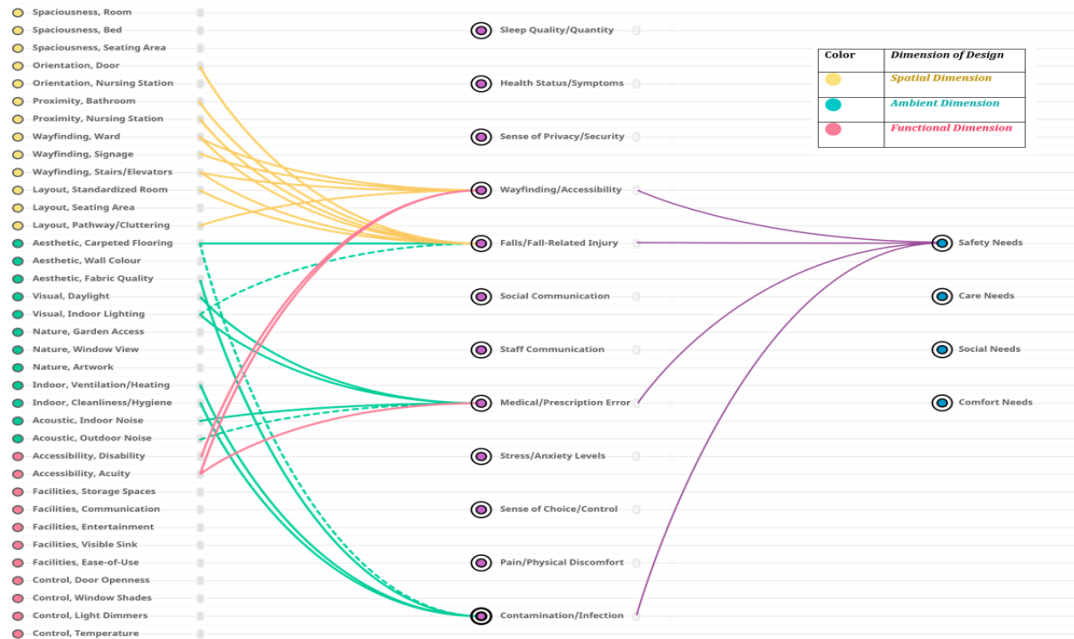 Spaciousness, Room
Spaciousness, Bed
Spaciousness, Seating Area
Orientation, Door
Orientation, Nursing Station
Proximity, Bathroom
Proximity, Nursing Station
Wayfinding, Ward
Wayfinding, Signage
Wayfinding, Stairs/Elevators
Layout, Standardized Room
Layout, Seating Area
Layout, Pathway/Cluttering
Aesthetic, Carpeted Flooring
Aesthetic, Wall Colour
Aesthetic, Fabric Quality
Visual, Daylight
Visual, Indoor Lighting
Nature, Garden Access
Nature, Window View
Nature, Artwork
Indoor, Ventilation/Heating
Indoor, Cleanliness/Hygiene
Acoustic, Indoor Noise
Acoustic, Outdoor Noise
Accessibility, Disability
Accessibility, Acuity
Facilities, Storage Spaces
Facilities, Communication
Facilities, Entertainment
Facilities, Visible Sink
Facilities, Ease-of-Use
Control, Door Openness
Control, Window Shades
Control, Light Dimmers
Control, Temperature
Sleep Quality/Quantity
Health Status/Symptoms
Sense of Privacy/Security
Wayfinding/Accessibility
Falls/Fall-Related Injury
Social Communication
Staff Communication
Medical/Prescription Error
Stress/Anxiety Levels
Sense of Choice/Control
Pain/Physical Discomfort
Contamination/Infection
Color Dimension of Design
Spatial Dimension
Ambient Dimension
Functional Dimension
Safety Needs
Care Needs
Social Needs
Comfort Needs